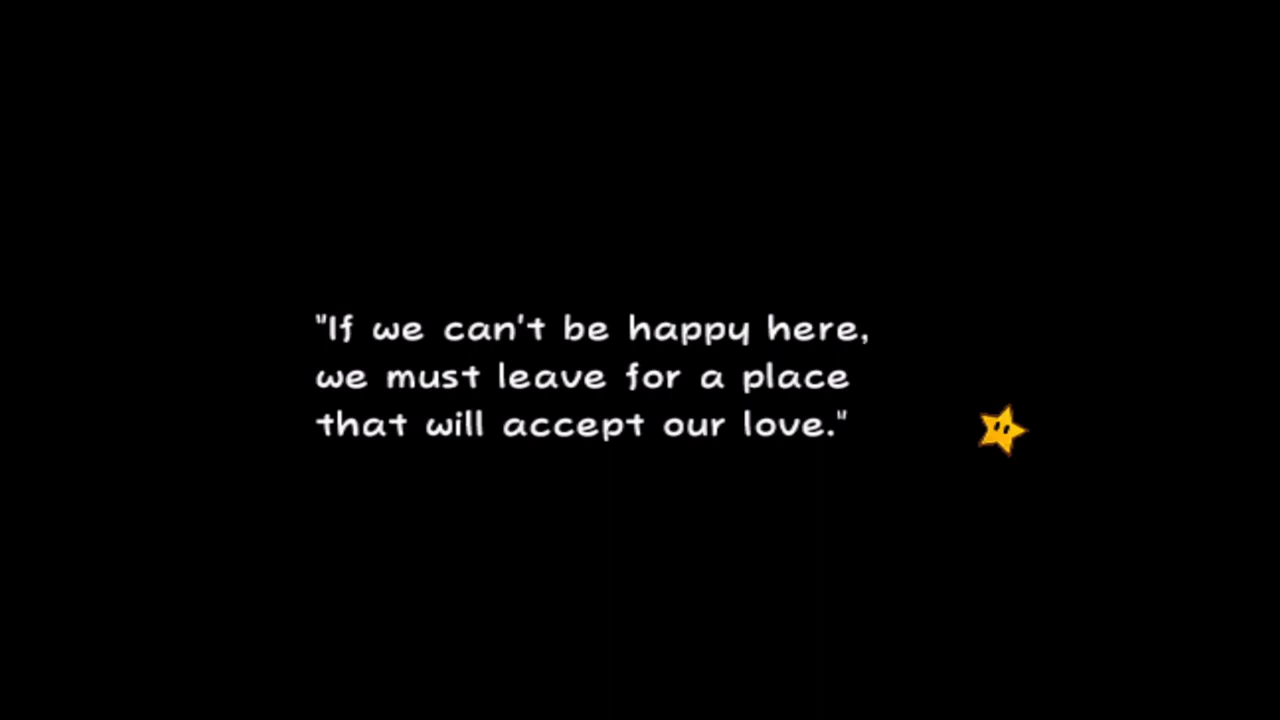 "If we can't be happy here,
we must leave for a place
that will accept our love."